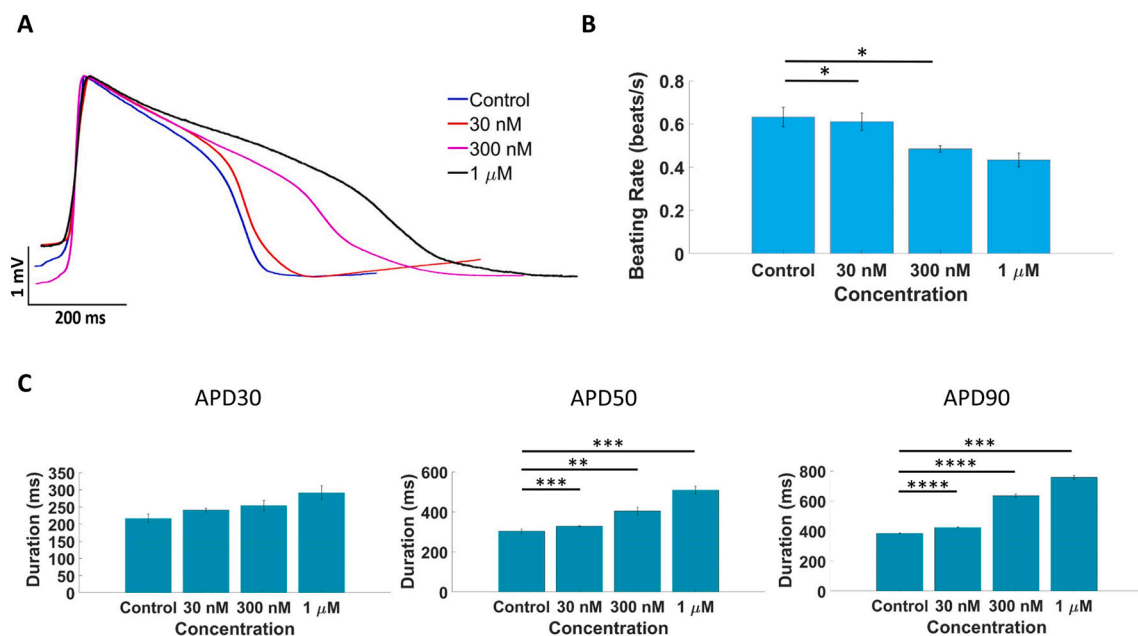 A
Control
30 nM
300 nM
1 μM
1 mV
200 ms
B
*
*
Beating Rate (beats/s)
0.8
0.6
0.4
0.2
0
Control 30 nM 300 nM 1 μM
Concentration
C
APD30
Duration (ms)
350
300
250
200
150
100
50
0
Control 30 nM 300 nM 1 μM
Concentration
APD50
***
**
***
Duration (ms)
600
400
200
0
Control 30 nM 300 nM 1 μM
Concentration
APD90
***
****
****
Duration (ms)
800
600
400
200
0
Control 30 nM 300 nM 1 μM
Concentration